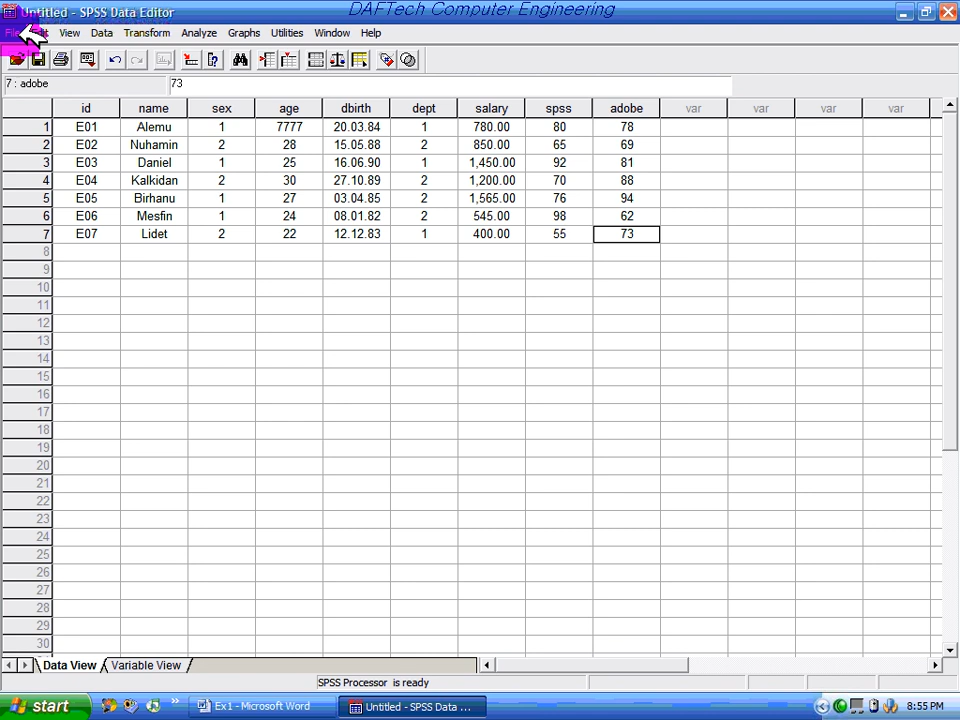 Untitled - SPSS Data Editor
DAFTech Computer Engineering
File Edit View Data Transform Analyze Graphs Utilities Window Help
7 : adobe 73
id name sex age dbirth dept salary spss adobe var var var var
1 E01 Alemu 1 7777 20.03.84 1 780.00 80 78
2 E02 Nuhamin 2 28 15.05.88 2 850.00 65 69
3 E03 Daniel 1 25 16.06.90 1 1,450.00 92 81
4 E04 Kalkidan 2 30 27.10.89 2 1,200.00 70 88
5 E05 Birhanu 1 27 03.04.85 2 1,565.00 76 94
6 E06 Mesfin 1 24 08.01.82 2 545.00 98 62
7 E07 Lidet 2 22 12.12.83 1 400.00 55 73
8
9
10
11
12
13
14
15
16
17
18
19
20
21
22
23
24
25
26
27
28
29
30
Data View Variable View
SPSS Processor is ready
start Ex1 - Microsoft Word Untitled - SPSS Data ... 8:55 PM